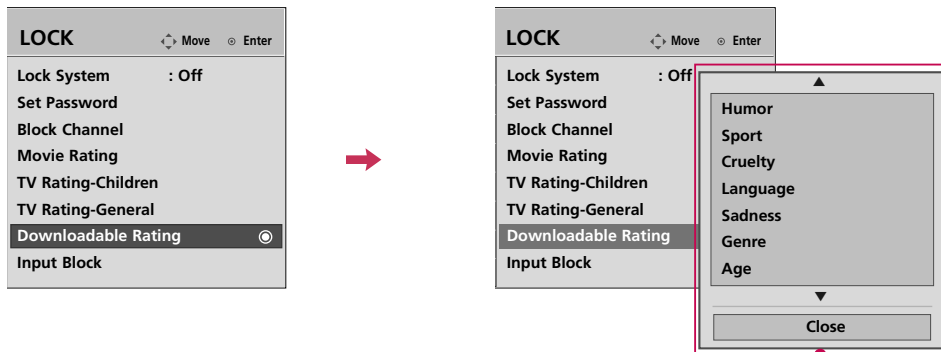 LOCK Move Enter
Lock System : Off
Set Password
Block Channel
Movie Rating
TV Rating-Children
TV Rating-General
Downloadable Rating
Input Block
LOCK Move Enter
Lock System : Off
Set Password
Block Channel
Movie Rating
TV Rating-Children
TV Rating-General
Downloadable Rating
Input Block
Humor
Sport
Cruelty
Language
Sadness
Genre
Age
Close